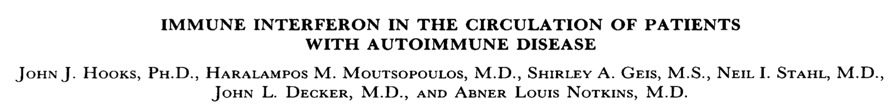 IMMUNE INTERFERON IN THE CIRCULATION OF PATIENTS
WITH AUTOIMMUNE DISEASE
John J. Hooks, Ph.D., Haralampos M. Moutsopoulos, M.D., Shirley A. Geis, M.S., Neil I. Stahl, M.D.,
John L. Decker, M.D., and Abner Louis Notkins, M.D.